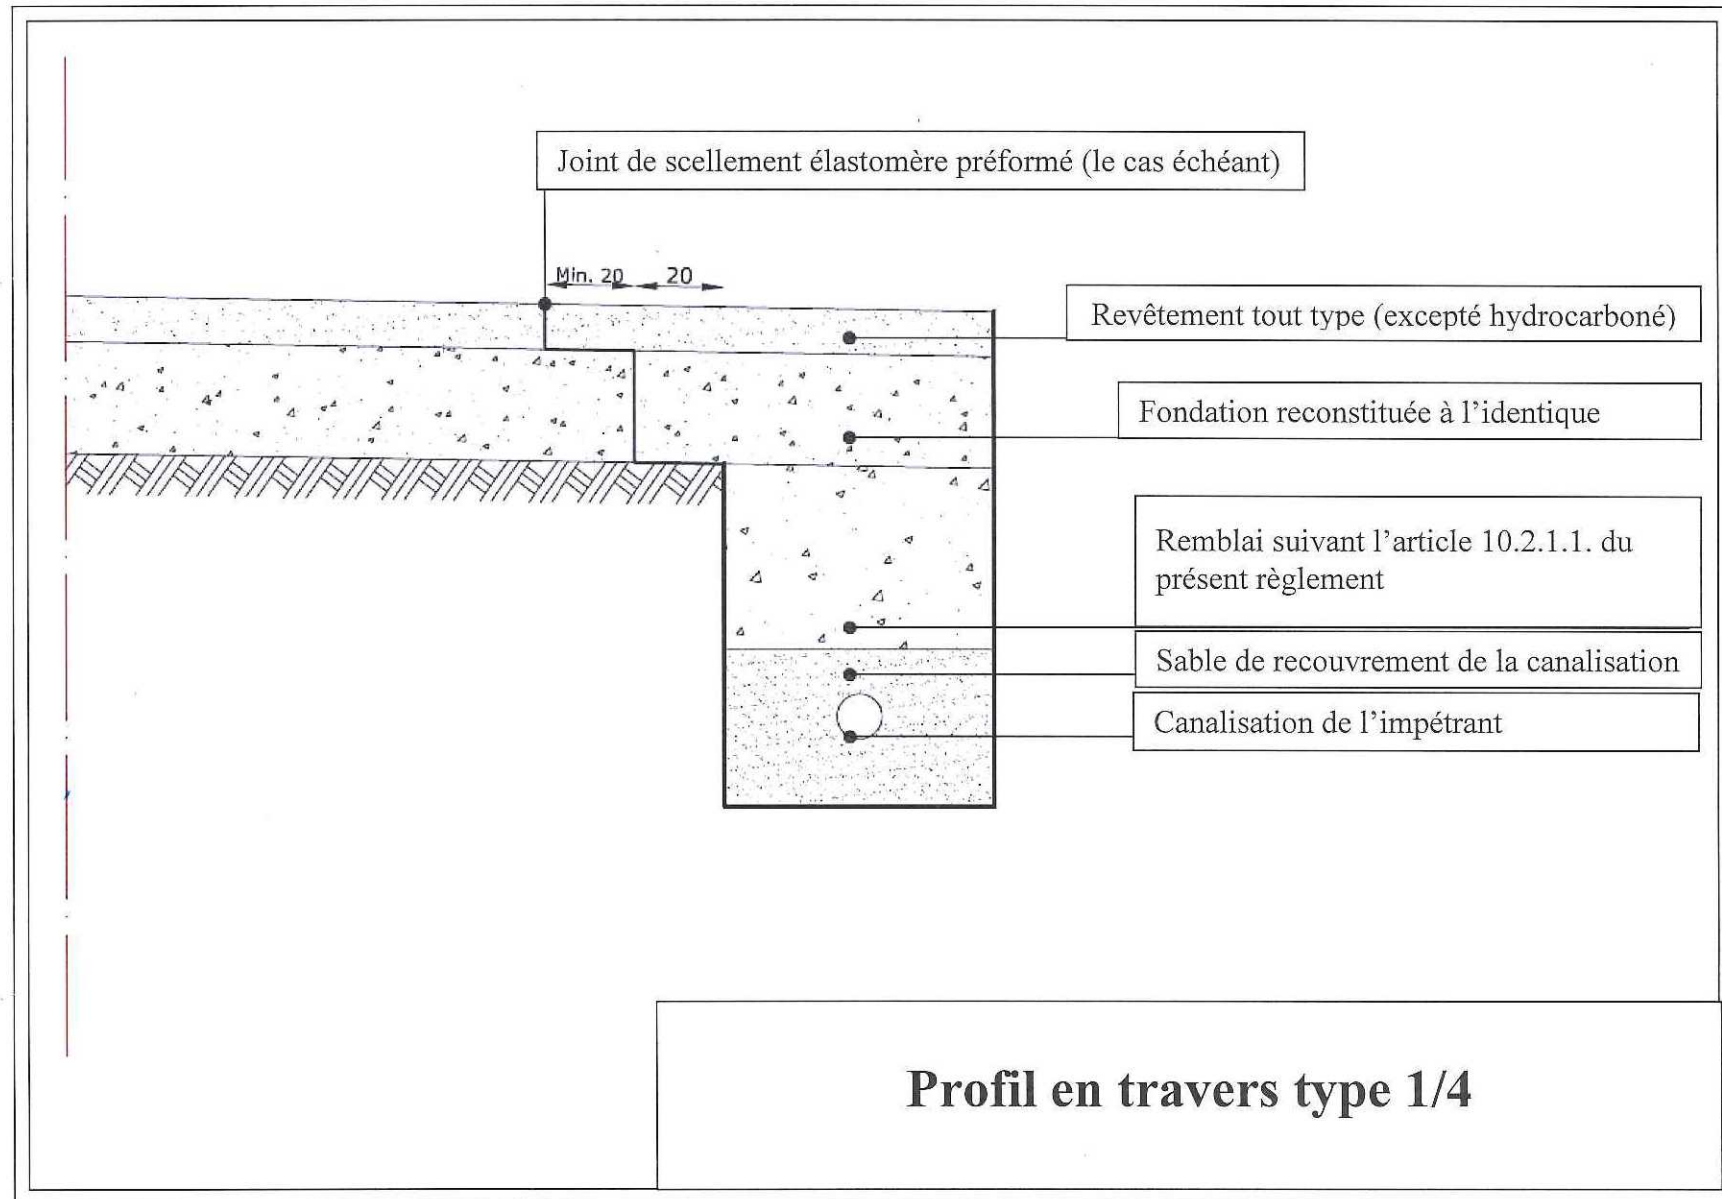 Joint de scellement élastomère préformé (le cas échéant)
Min. 20
20
Revêtement tout type (excepté hydrocarboné)
Fondation reconstituée à l’identique
Remblai suivant l’article 10.2.1.1. du
présent règlement
Sable de recouvrement de la canalisation
Canalisation de l’impétrant
Profil en travers type 1/4